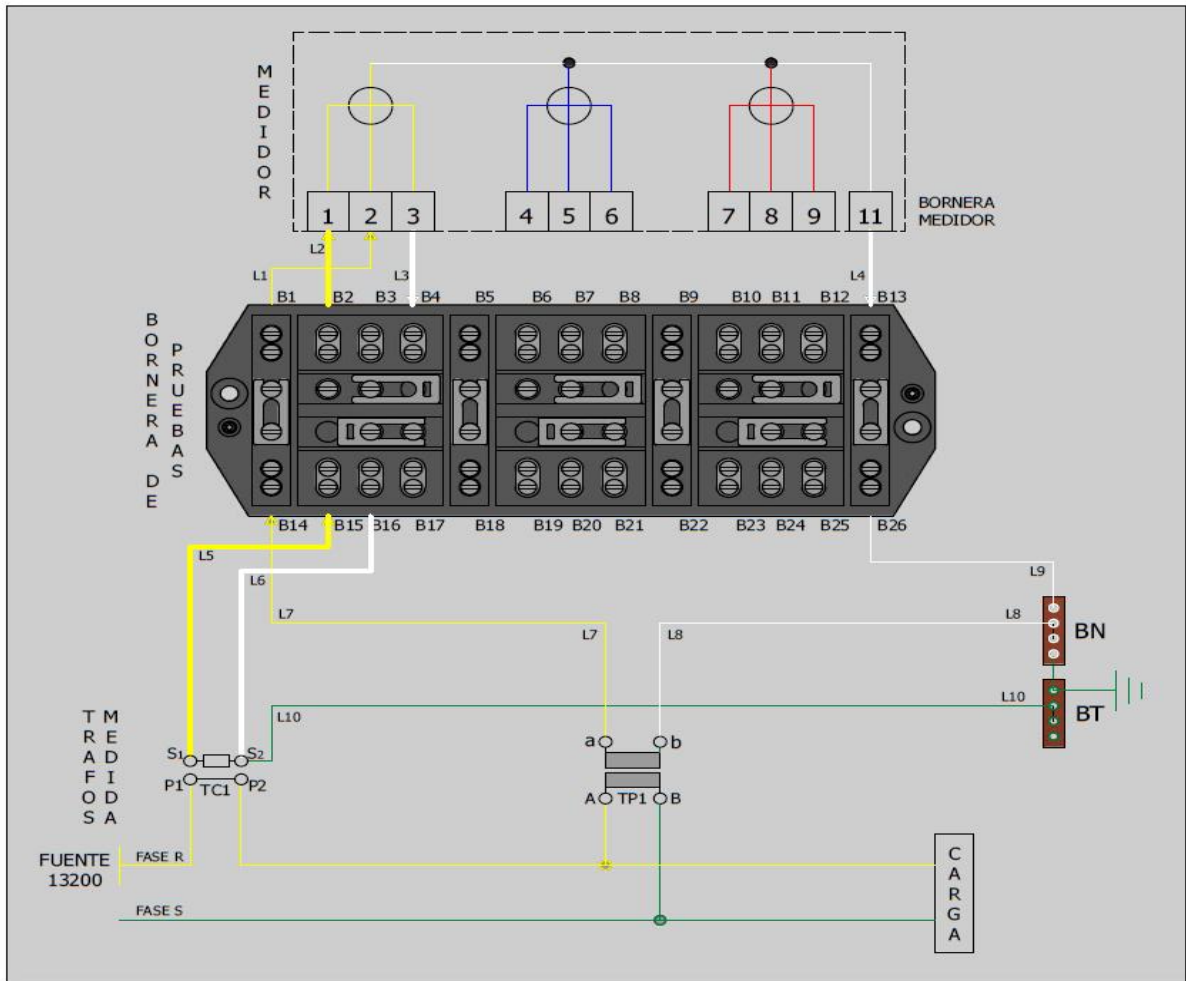 MEDIDOR
1 2 3 4 5 6 7 8 9 11
BORNERA
MEDIDOR
L2
L1 L3 L4
B1 B2 B3 B4 B5 B6 B7 B8 B9 B10 B11 B12 B13
BORNERA DE
PRUEBAS
B14 B15 B16 B17 B18 B19 B20 B21 B22 B23 B24 B25 B26
L5
L6 L9
L7 L7 L8 L8
BN
L10 L10
BT
TRAFOS
MEDIDA
S1 S2
a b
P1 TC1 P2
A TP1 B
FUENTE
13200
FASE R
FASE S
CARGA